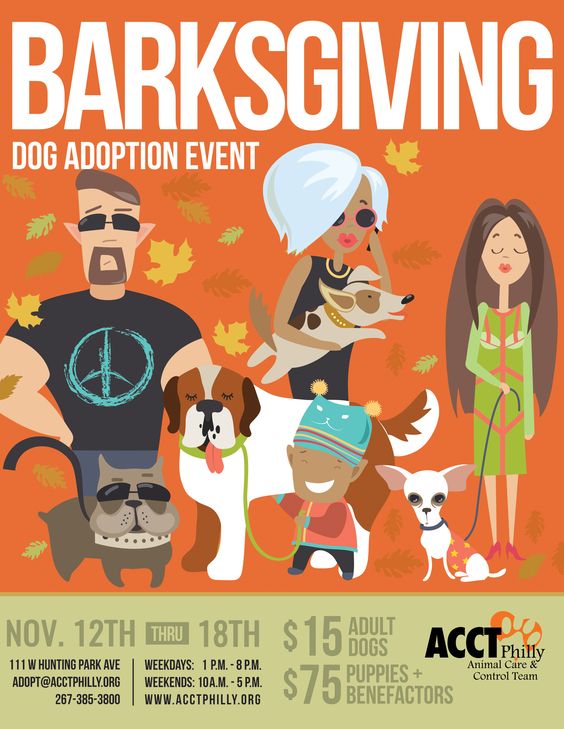 BARKSGIVING
DOG ADOPTION EVENT
NOV. 12TH THRU 18TH
111 W HUNTING PARK AVE
ADOPT@ACCTPHILLY.ORG
267-385-3800
WEEKDAYS: 1 P.M. - 8 P.M.
WEEKENDS: 10 A.M. - 5 P.M.
WWW.ACCTPHILLY.ORG
$15 ADULT DOGS
$75 PUPPIES + BENEFACTORS
ACCT Philly
Animal Care &
Control Team